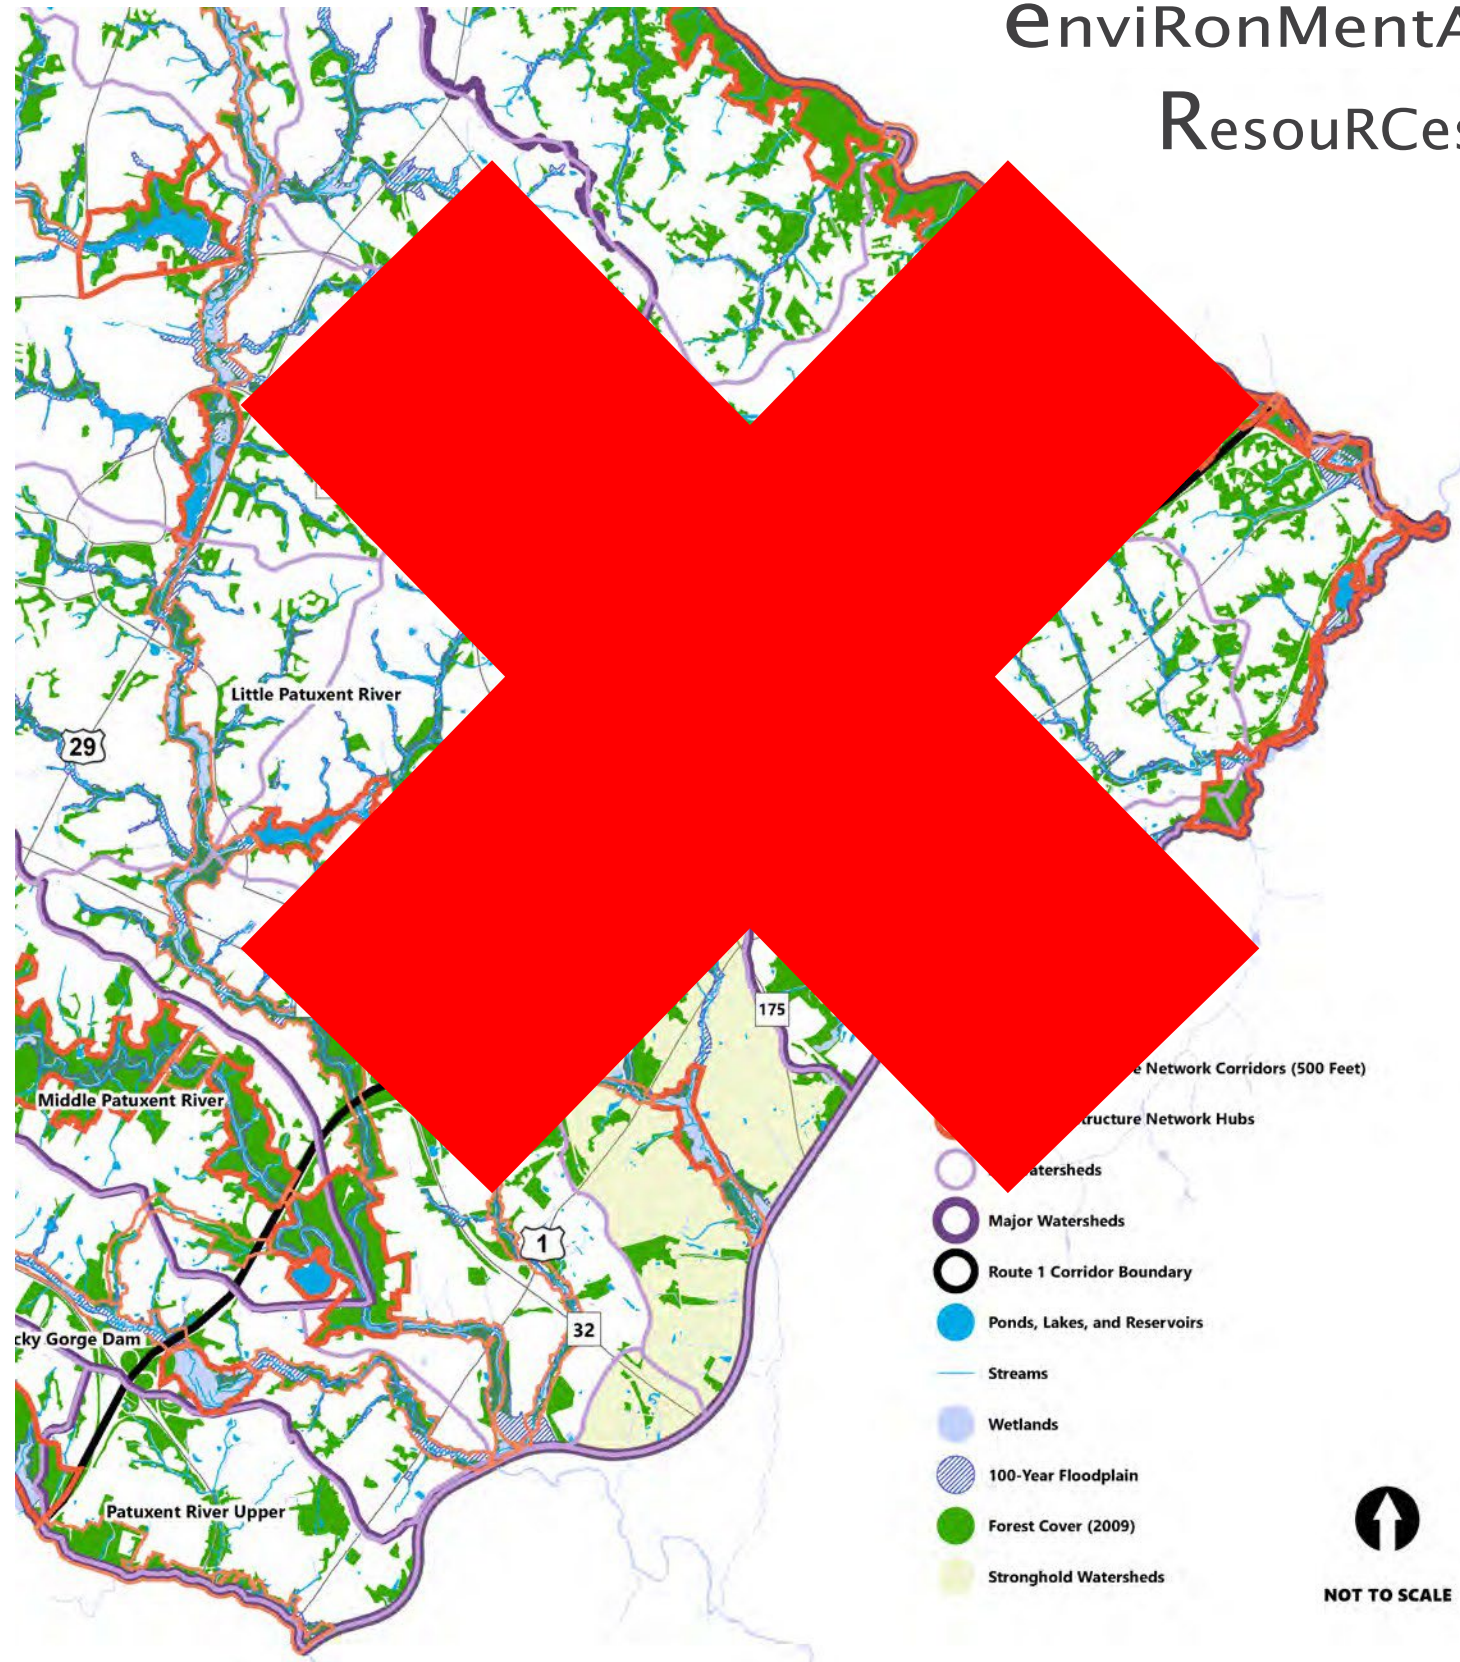 enviRonMentA
ResouRCes
Little Patuxent River
29
175
Middle Patuxent River
1
32
cky Gorge Dam
Patuxent River Upper
e Network Corridors (500 Feet)
tructure Network Hubs
atersheds
Major Watersheds
Route 1 Corridor Boundary
Ponds, Lakes, and Reservoirs
Streams
Wetlands
100-Year Floodplain
Forest Cover (2009)
Stronghold Watersheds
NOT TO SCALE